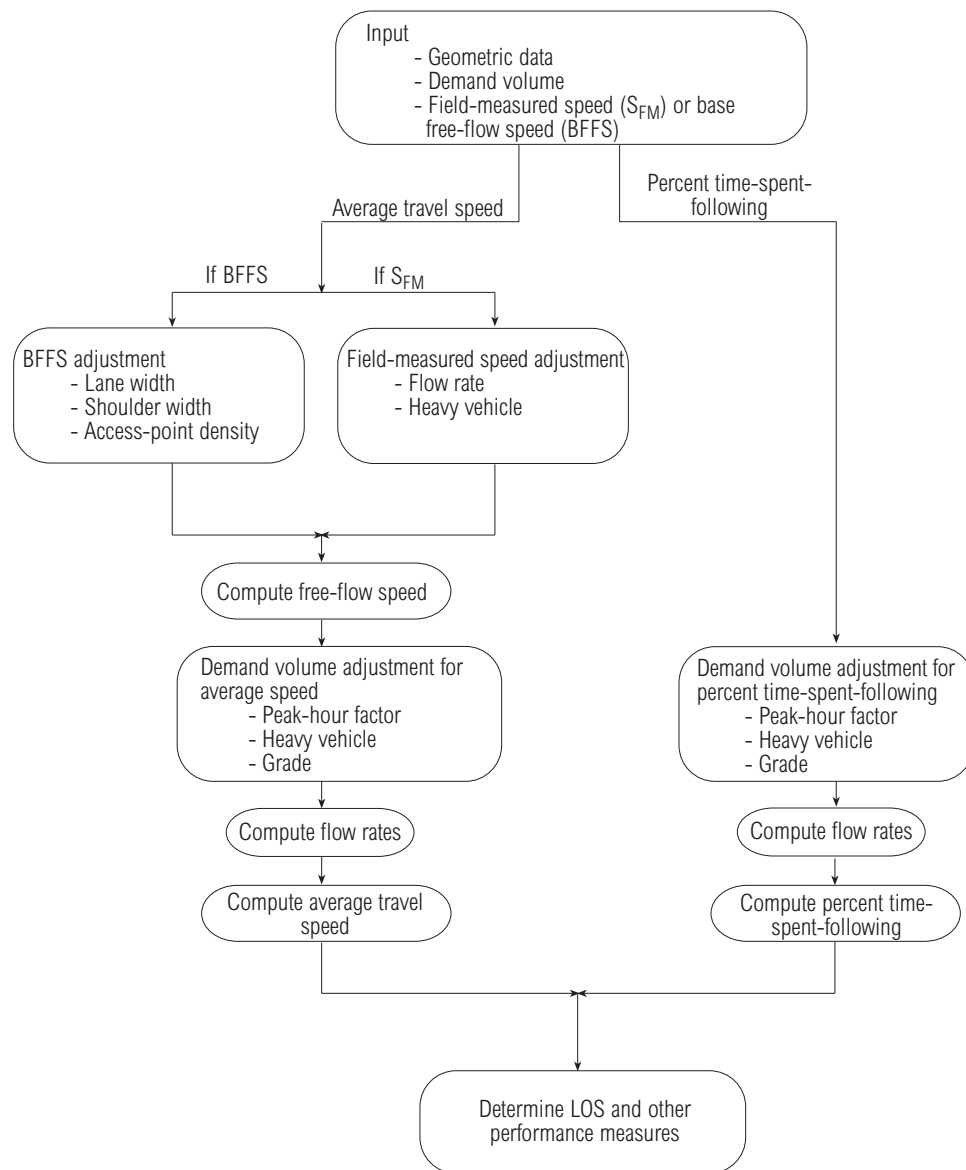 Input
- Geometric data
- Demand volume
- Field-measured speed (SFM) or base
free-flow speed (BFFS)
Average travel speed
Percent time-spent-
following
If BFFS
If SFM
BFFS adjustment
- Lane width
- Shoulder width
- Access-point density
Field-measured speed adjustment
- Flow rate
- Heavy vehicle
Compute free-flow speed
Demand volume adjustment for
average speed
- Peak-hour factor
- Heavy vehicle
- Grade
Demand volume adjustment for
percent time-spent-following
- Peak-hour factor
- Heavy vehicle
- Grade
Compute flow rates
Compute flow rates
Compute average travel
speed
Compute percent time-
spent-following
Determine LOS and other
performance measures